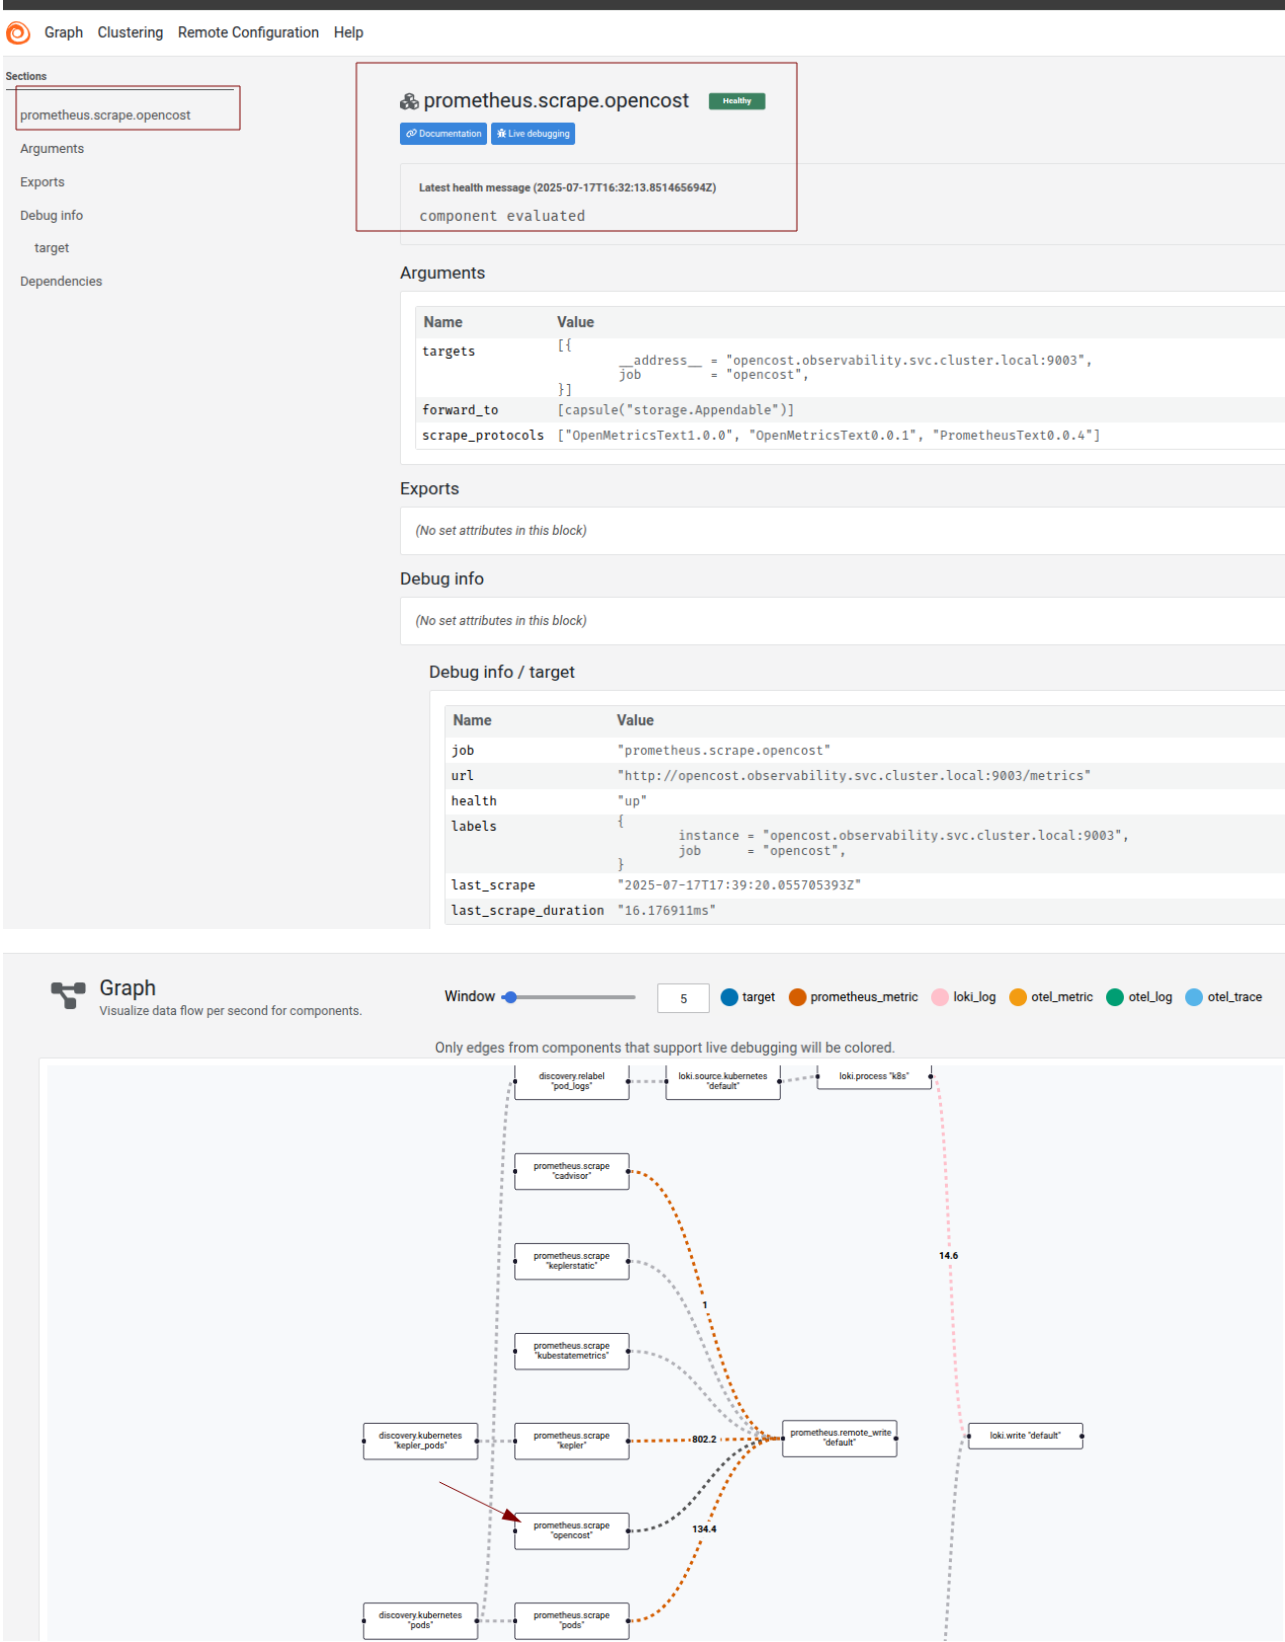 Graph Clustering Remote Configuration Help
Sections
prometheus.scrape.opencost
Arguments
Exports
Debug info
target
Dependencies
prometheus.scrape.opencost Healthy
Documentation Live debugging
Latest health message (2025-07-17T16:32:13.851465694Z)
component evaluated
Arguments
Name Value
targets [{
__address__ = "opencost.observability.svc.cluster.local:9003",
job = "opencost",
}]
forward_to [capsule("storage.Appendable")]
scrape_protocols ["OpenMetricsText1.0.0", "OpenMetricsText0.0.1", "PrometheusText0.0.4"]
Exports
(No set attributes in this block)
Debug info
(No set attributes in this block)
Debug info / target
Name Value
job "prometheus.scrape.opencost"
url "http://opencost.observability.svc.cluster.local:9003/metrics"
health "up"
labels {
instance = "opencost.observability.svc.cluster.local:9003",
job = "opencost",
}
last_scrape "2025-07-17T17:39:20.055705393Z"
last_scrape_duration "16.176911ms"
Graph
Visualize data flow per second for components.
Window 5 target prometheus_metric loki_log otel_metric otel_log otel_trace
Only edges from components that support live debugging will be colored.
discovery.relabel
"pod_logs"
loki.source.kubernetes
"default"
loki.process "k8s"
prometheus.scrape
"cadvisor"
prometheus.scrape
"keplerstatic"
14.6
1
prometheus.scrape
"kubestatemetrics"
discovery.kubernetes
"kepler_pods"
prometheus.scrape
"kepler"
802.2
prometheus.remote_write
"default"
loki.write "default"
prometheus.scrape
"opencost"
134.4
discovery.kubernetes
"pods"
prometheus.scrape
"pods"